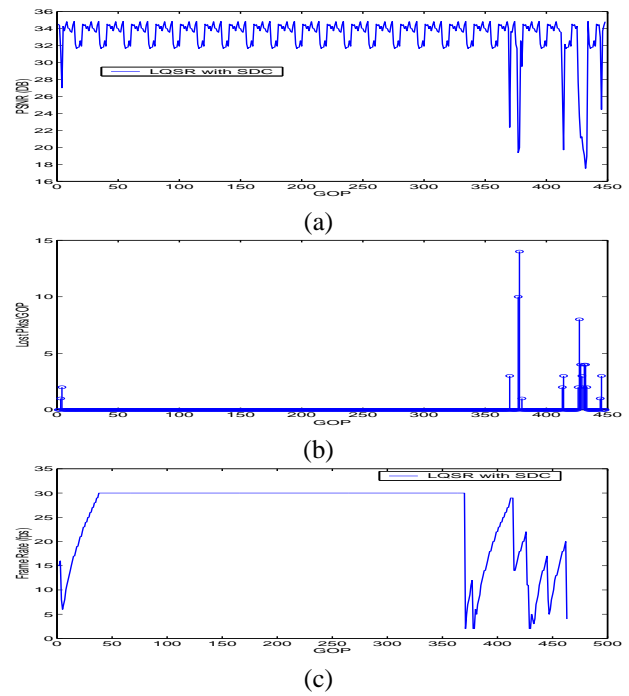 36
34
32
30
28
26
24
22
20
18
16
PSNR (DB)
LQSR with SDC
0 50 100 150 200 250 300 350 400 450
GOP
(a)
15
10
5
0
Lost Pkts/GOP
0 50 100 150 200 250 300 350 400 450
GOP
(b)
35
30
25
20
15
10
5
0
Frame Rate (fps)
LQSR with SDC
0 50 100 150 200 250 300 350 400 450 500
GOP
(c)